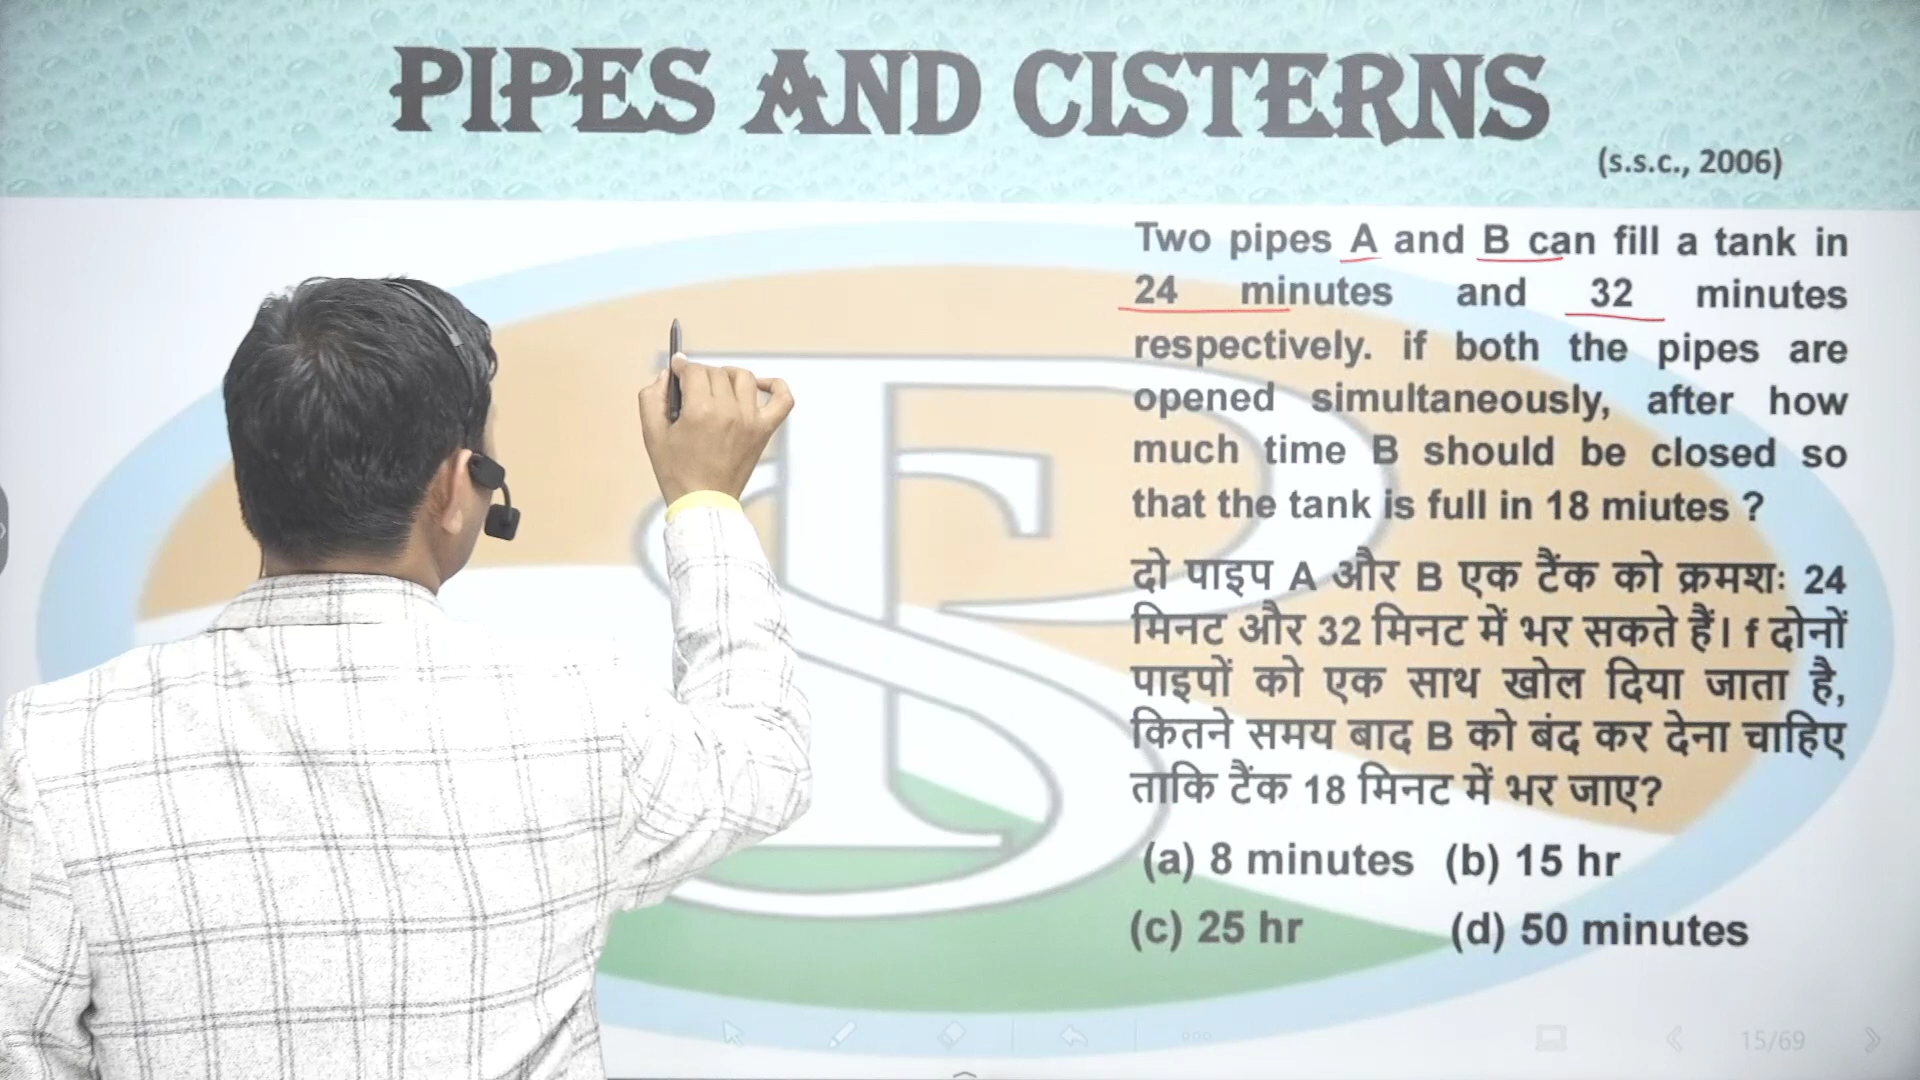 PIPES AND CISTERNS
(s.s.c., 2006)
Two pipes A and B can fill a tank in
24 minutes and 32 minutes
respectively. if both the pipes are
opened simultaneously, after how
much time B should be closed so
that the tank is full in 18 miutes ?
दो पाइप A और B एक टैंक को क्रमशः 24
मिनट और 32 मिनट में भर सकते हैं। f दोनों
पाइपों को एक साथ खोल दिया जाता है,
कितने समय बाद B को बंद कर देना चाहिए
ताकि टैंक 18 मिनट में भर जाए?
(a) 8 minutes (b) 15 hr
(c) 25 hr (d) 50 minutes
15/69